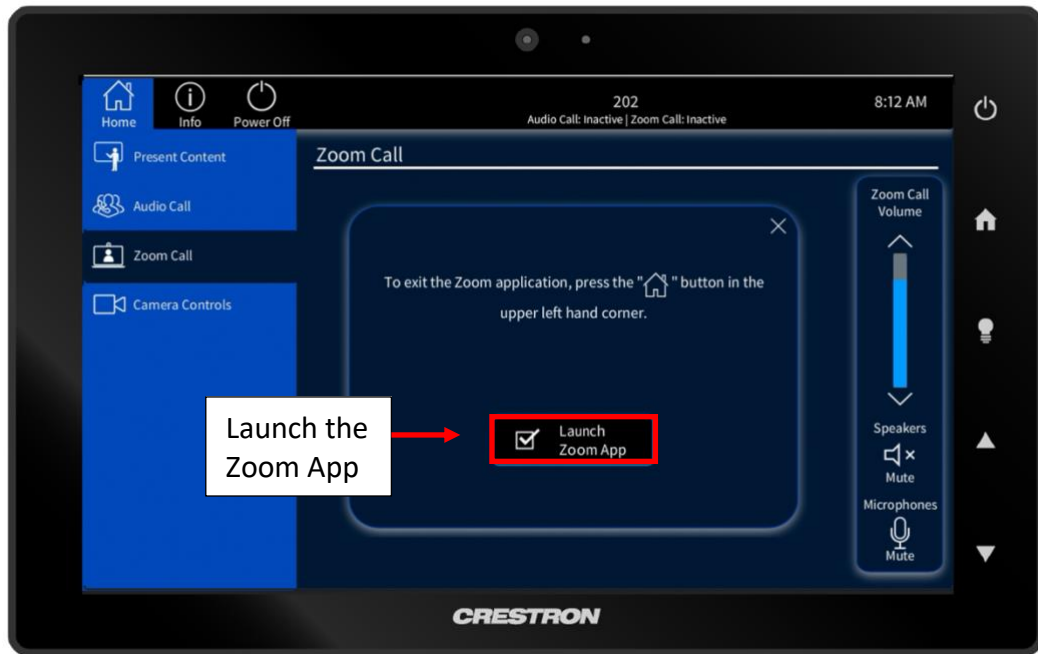 Home
Info
Power Off
202
Audio Call: Inactive | Zoom Call: Inactive
8:12 AM
Present Content
Audio Call
Zoom Call
Camera Controls
Zoom Call
To exit the Zoom application, press the " " button in the
upper left hand corner.
Launch
Zoom App
Launch the
Zoom App
Zoom Call
Volume
Speakers
Mute
Microphones
Mute
CRESTRON